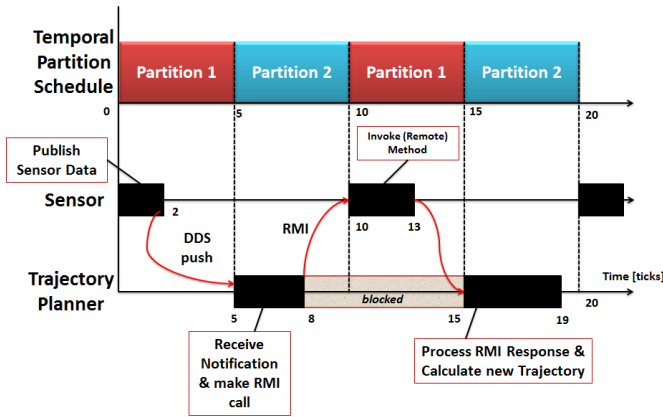 Temporal
Partition
Schedule
Partition 1
Partition 2
Partition 1
Partition 2
0
5
10
15
20
Publish
Sensor Data
Invoke (Remote)
Method
Sensor
2
10
13
DDS
push
RMI
Trajectory
Planner
blocked
Time [ticks]
5
8
15
19
20
Receive
Notification
& make RMI
call
Process RMI Response &
Calculate new Trajectory